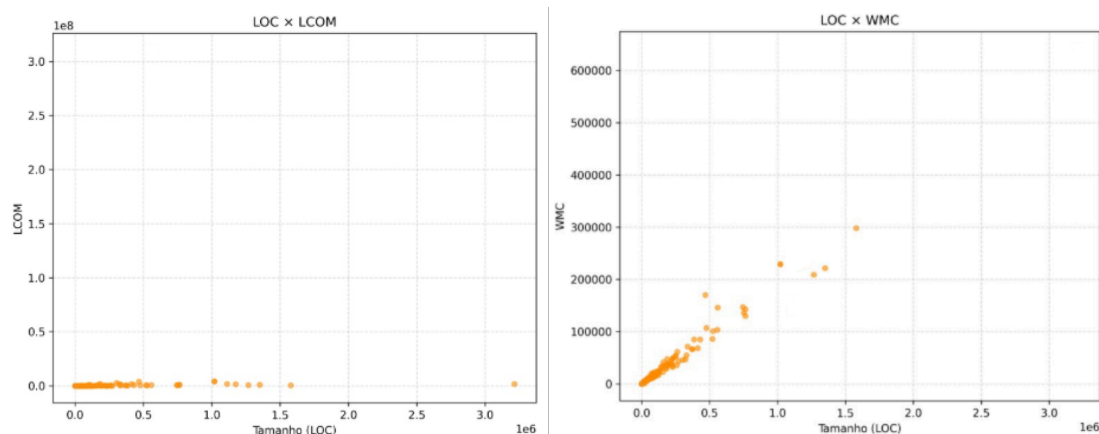 LOC × LCOM
1e8
3.0
2.5
2.0
1.5
1.0
0.5
0.0
LCOM
0.0 0.5 1.0 1.5 2.0 2.5 3.0
Tamanho (LOC)
1e6
LOC × WMC
600000
500000
400000
300000
200000
100000
0
WMC
0.0 0.5 1.0 1.5 2.0 2.5 3.0
Tamanho (LOC)
1e6